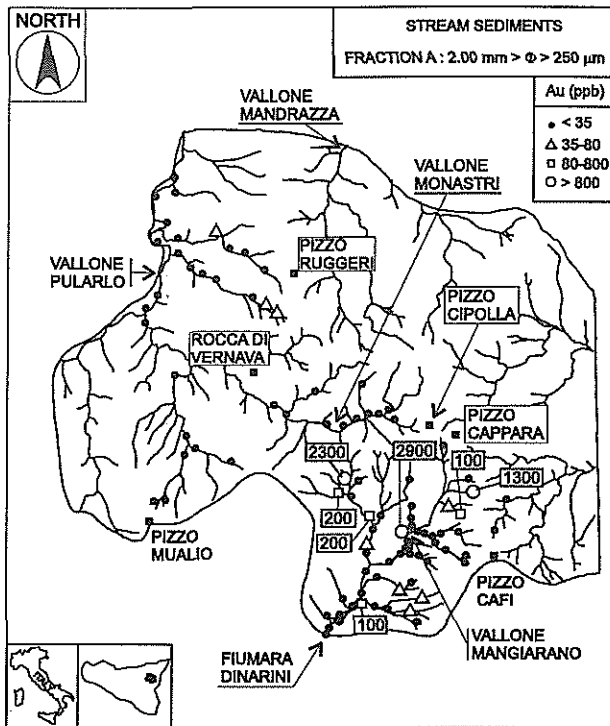 NORTH
STREAM SEDIMENTS
FRACTION A : 2.00 mm > Φ > 250 µm
Au (ppb)
< 35
35-80
80-800
> 800
VALLONE
MANDRAZZA
VALLONE
MONASTRI
VALLONE
PULARLO
PIZZO
RUGGERI
PIZZO
CIPOLLA
ROCCA DI
VERNAVA
PIZZO
CAPPARA
2300
2900
100
1300
200
200
PIZZO
MUALIO
PIZZO
CAFI
100
VALLONE
MANGIARANO
FIUMARA
DINARINI